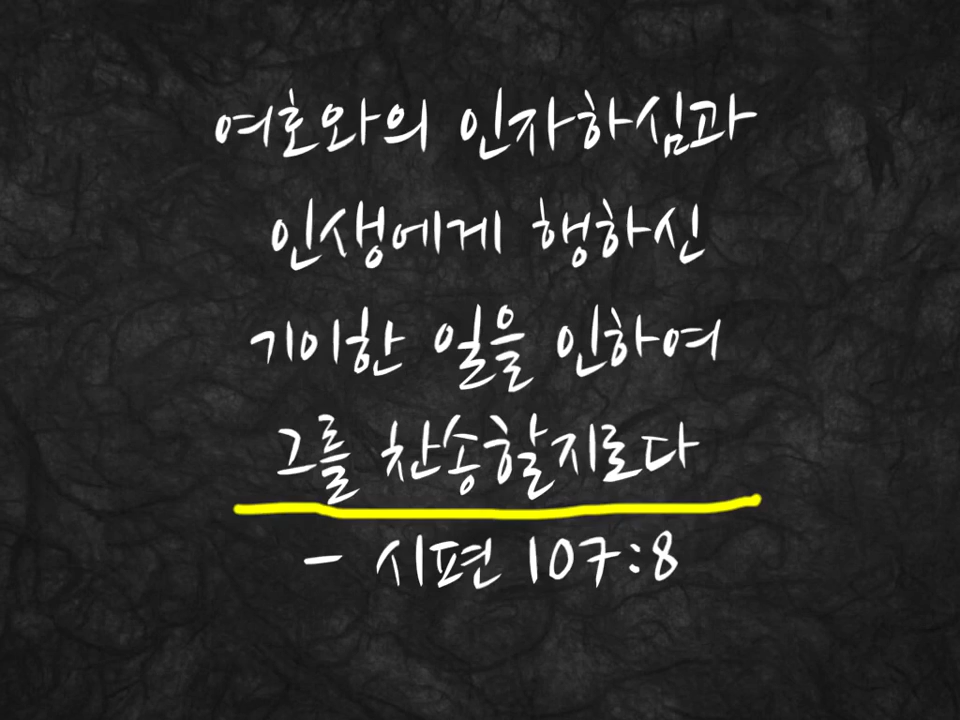 여호와의 인자하심과
인생에게 행하신
기이한 일을 인하여
그를 찬송할지로다
- 시편 107:8